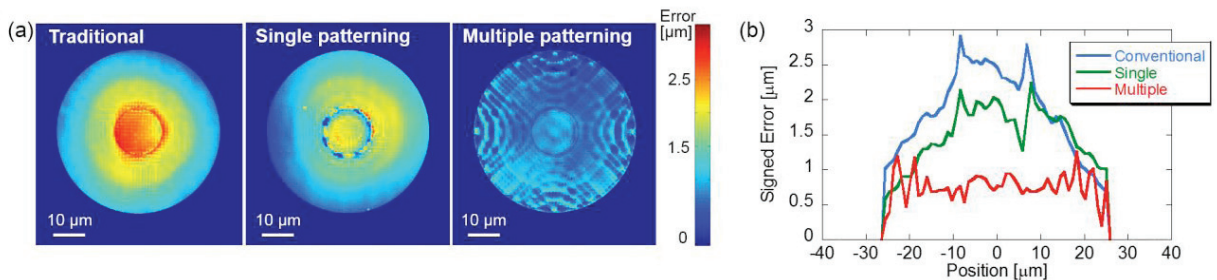 (a)
Traditional
Single patterning
Multiple patterning
10 µm
10 µm
10 µm
Error
[µm]
2.5
1.5
0
(b)
Signed Error [µm]
3
2.5
2
1.5
1
0.5
0
Conventional
Single
Multiple
-40 -30 -20 -10 0 10 20 30 40
Position [µm]